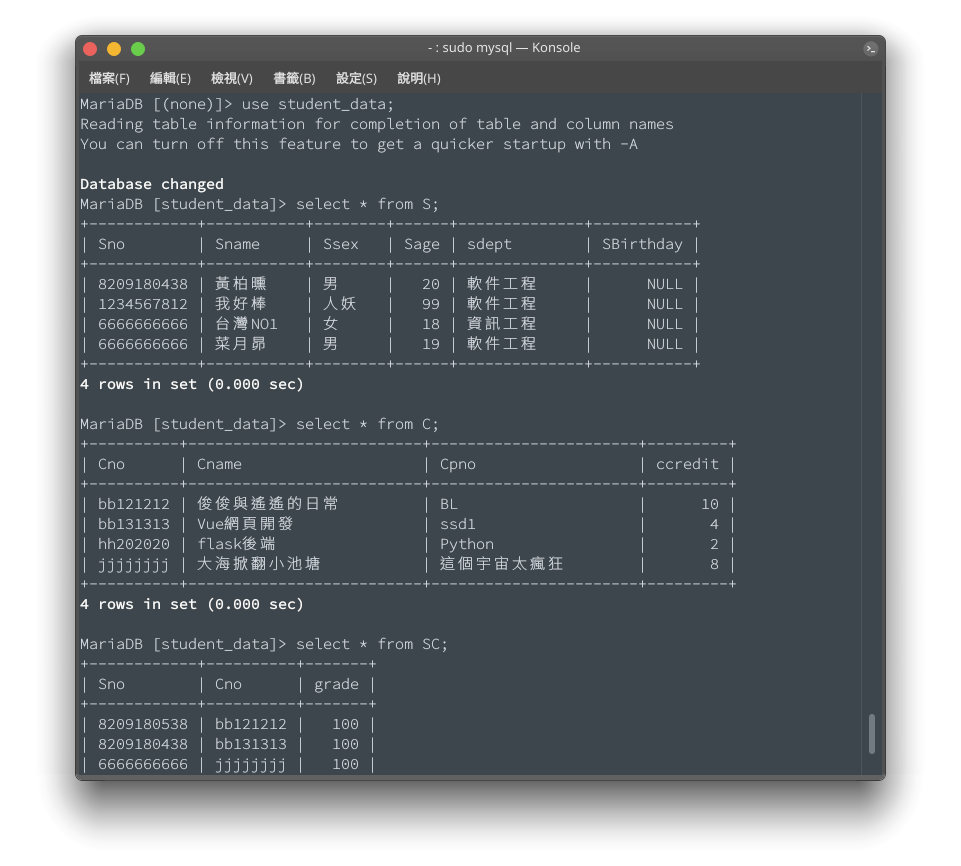 - : sudo mysql — Konsole
檔案(F) 編輯(E) 檢視(V) 書籤(B) 設定(S) 說明(H)
MariaDB [(none)]> use student_data;
Reading table information for completion of table and column names
You can turn off this feature to get a quicker startup with -A
Database changed
MariaDB [student_data]> select * from S;
+------------+-----------+--------+------+--------------+-----------+
| Sno | Sname | Ssex | Sage | sdept | SBirthday |
+------------+-----------+--------+------+--------------+-----------+
| 8209180438 | 黃柏曛 | 男 | 20 | 軟件工程 | NULL |
| 1234567812 | 我好棒 | 人妖 | 99 | 軟件工程 | NULL |
| 6666666666 | 台灣NO1 | 女 | 18 | 資訊工程 | NULL |
| 6666666666 | 菜月昴 | 男 | 19 | 軟件工程 | NULL |
+------------+-----------+--------+------+--------------+-----------+
4 rows in set (0.000 sec)
MariaDB [student_data]> select * from C;
+----------+--------------------------+-----------------------+---------+
| Cno | Cname | Cpno | ccredit |
+----------+--------------------------+-----------------------+---------+
| bb121212 | 俊俊與遙遙的日常 | BL | 10 |
| bb131313 | Vue網頁開發 | ssd1 | 4 |
| hh202020 | flask後端 | Python | 2 |
| jjjjjjjj | 大海掀翻小池塘 | 這個宇宙太瘋狂 | 8 |
+----------+--------------------------+-----------------------+---------+
4 rows in set (0.000 sec)
MariaDB [student_data]> select * from SC;
+------------+----------+-------+
| Sno | Cno | grade |
+------------+----------+-------+
| 8209180538 | bb121212 | 100 |
| 8209180438 | bb131313 | 100 |
| 6666666666 | jjjjjjjj | 100 |